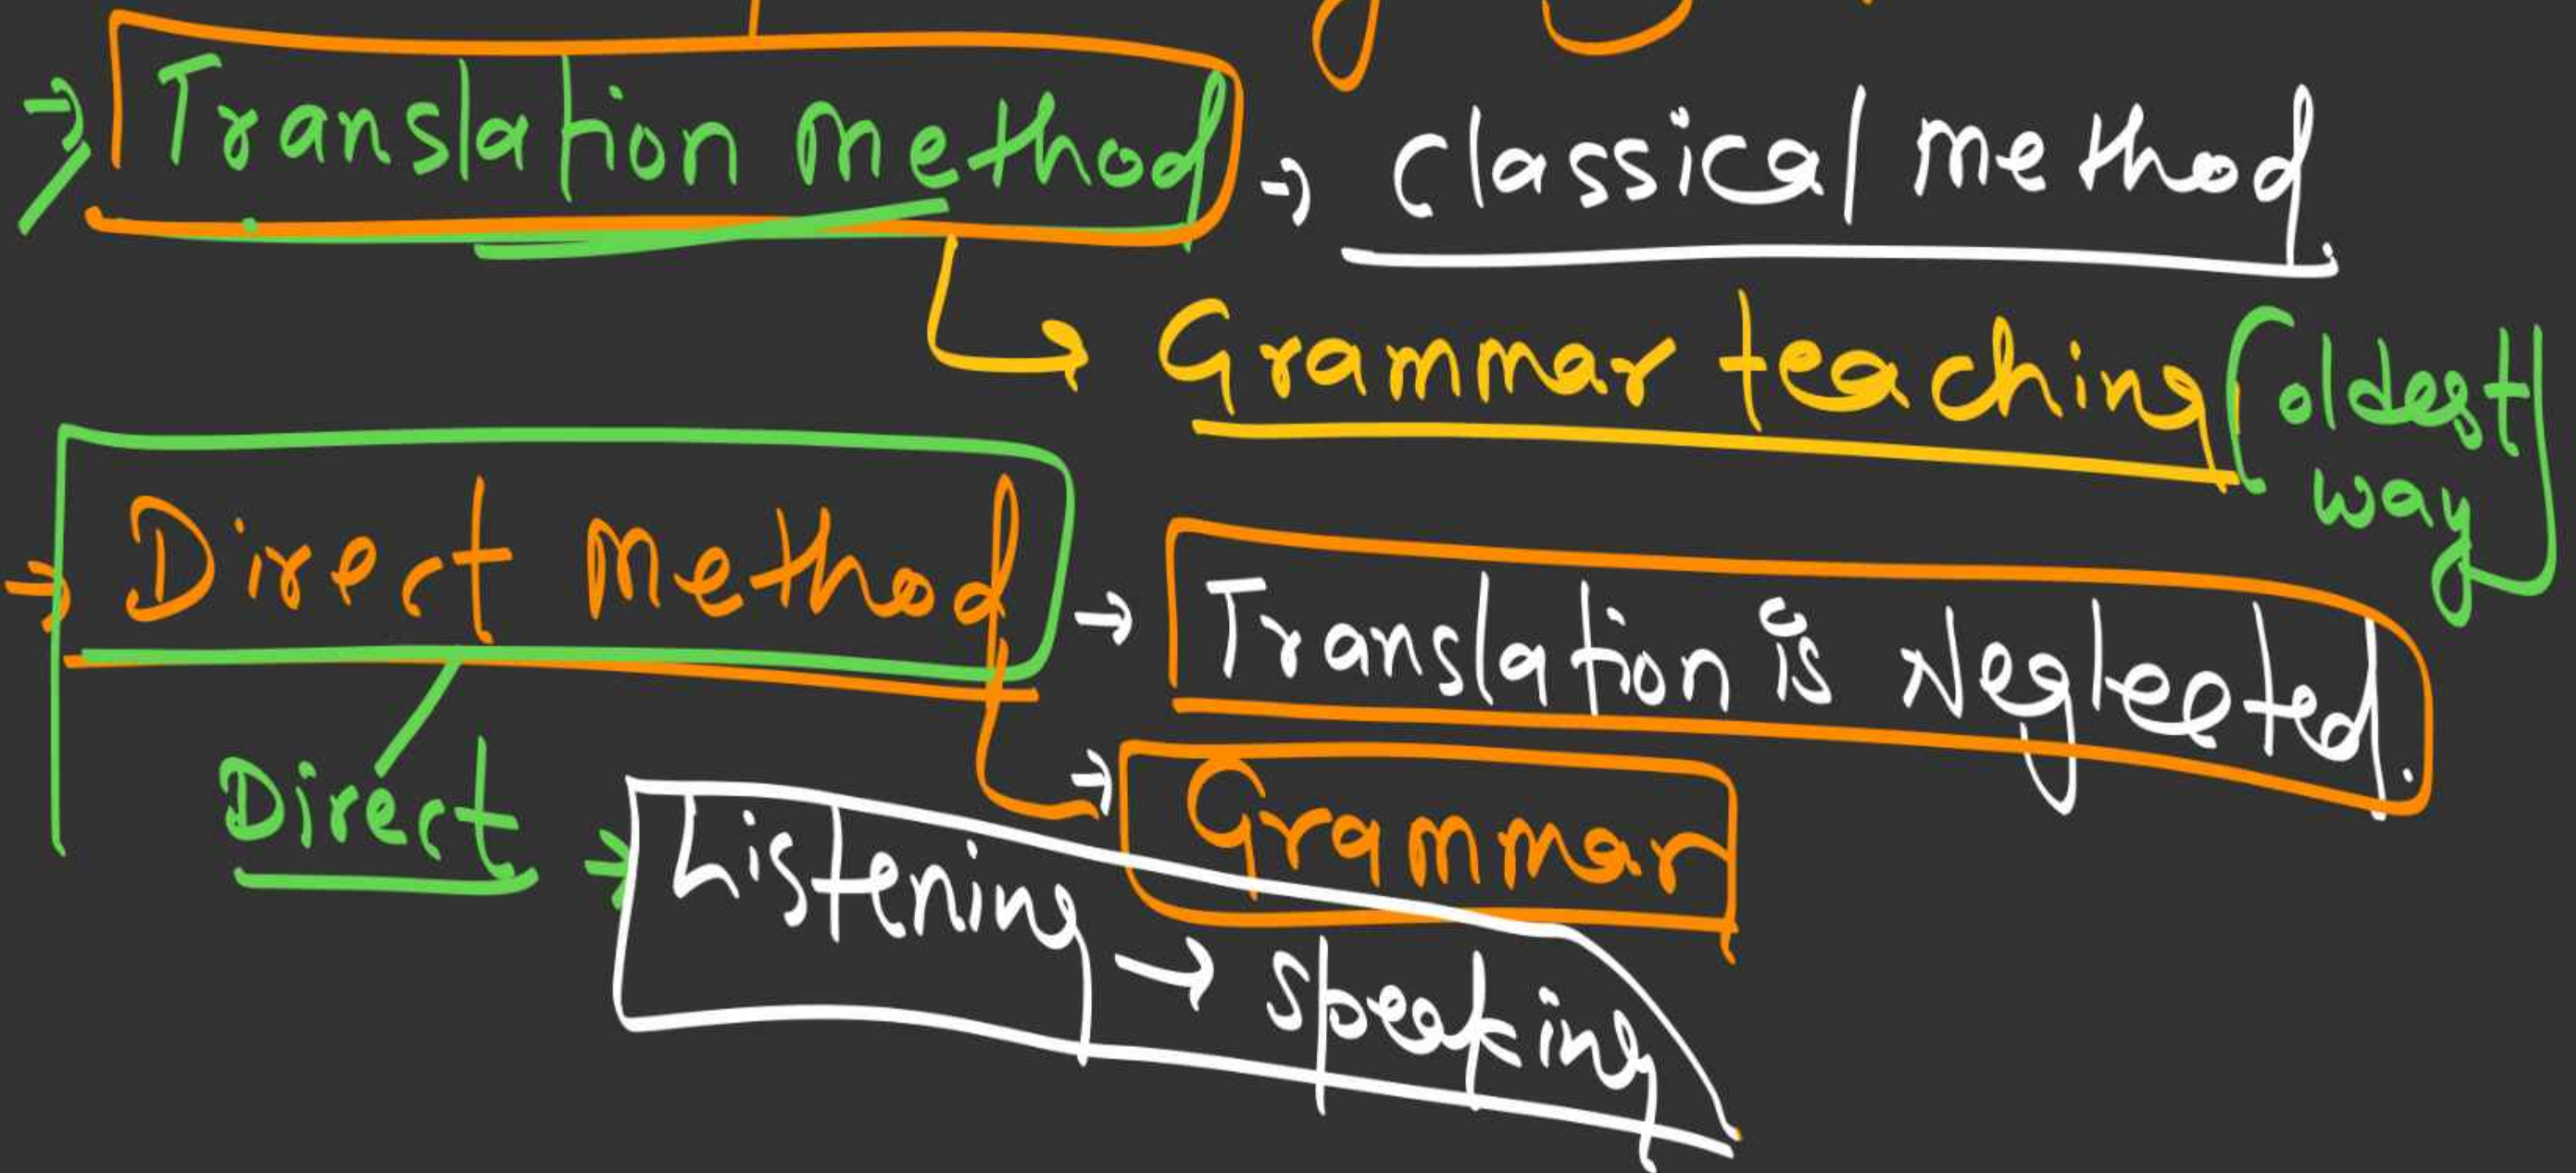 ⇒ Translation Method ⇒ Classical Method.
→ Grammar teaching (oldest way)
⇒ Direct Method → Translation is Neglected.
⇒ Grammar
Direct ⇒ Listening → Speaking